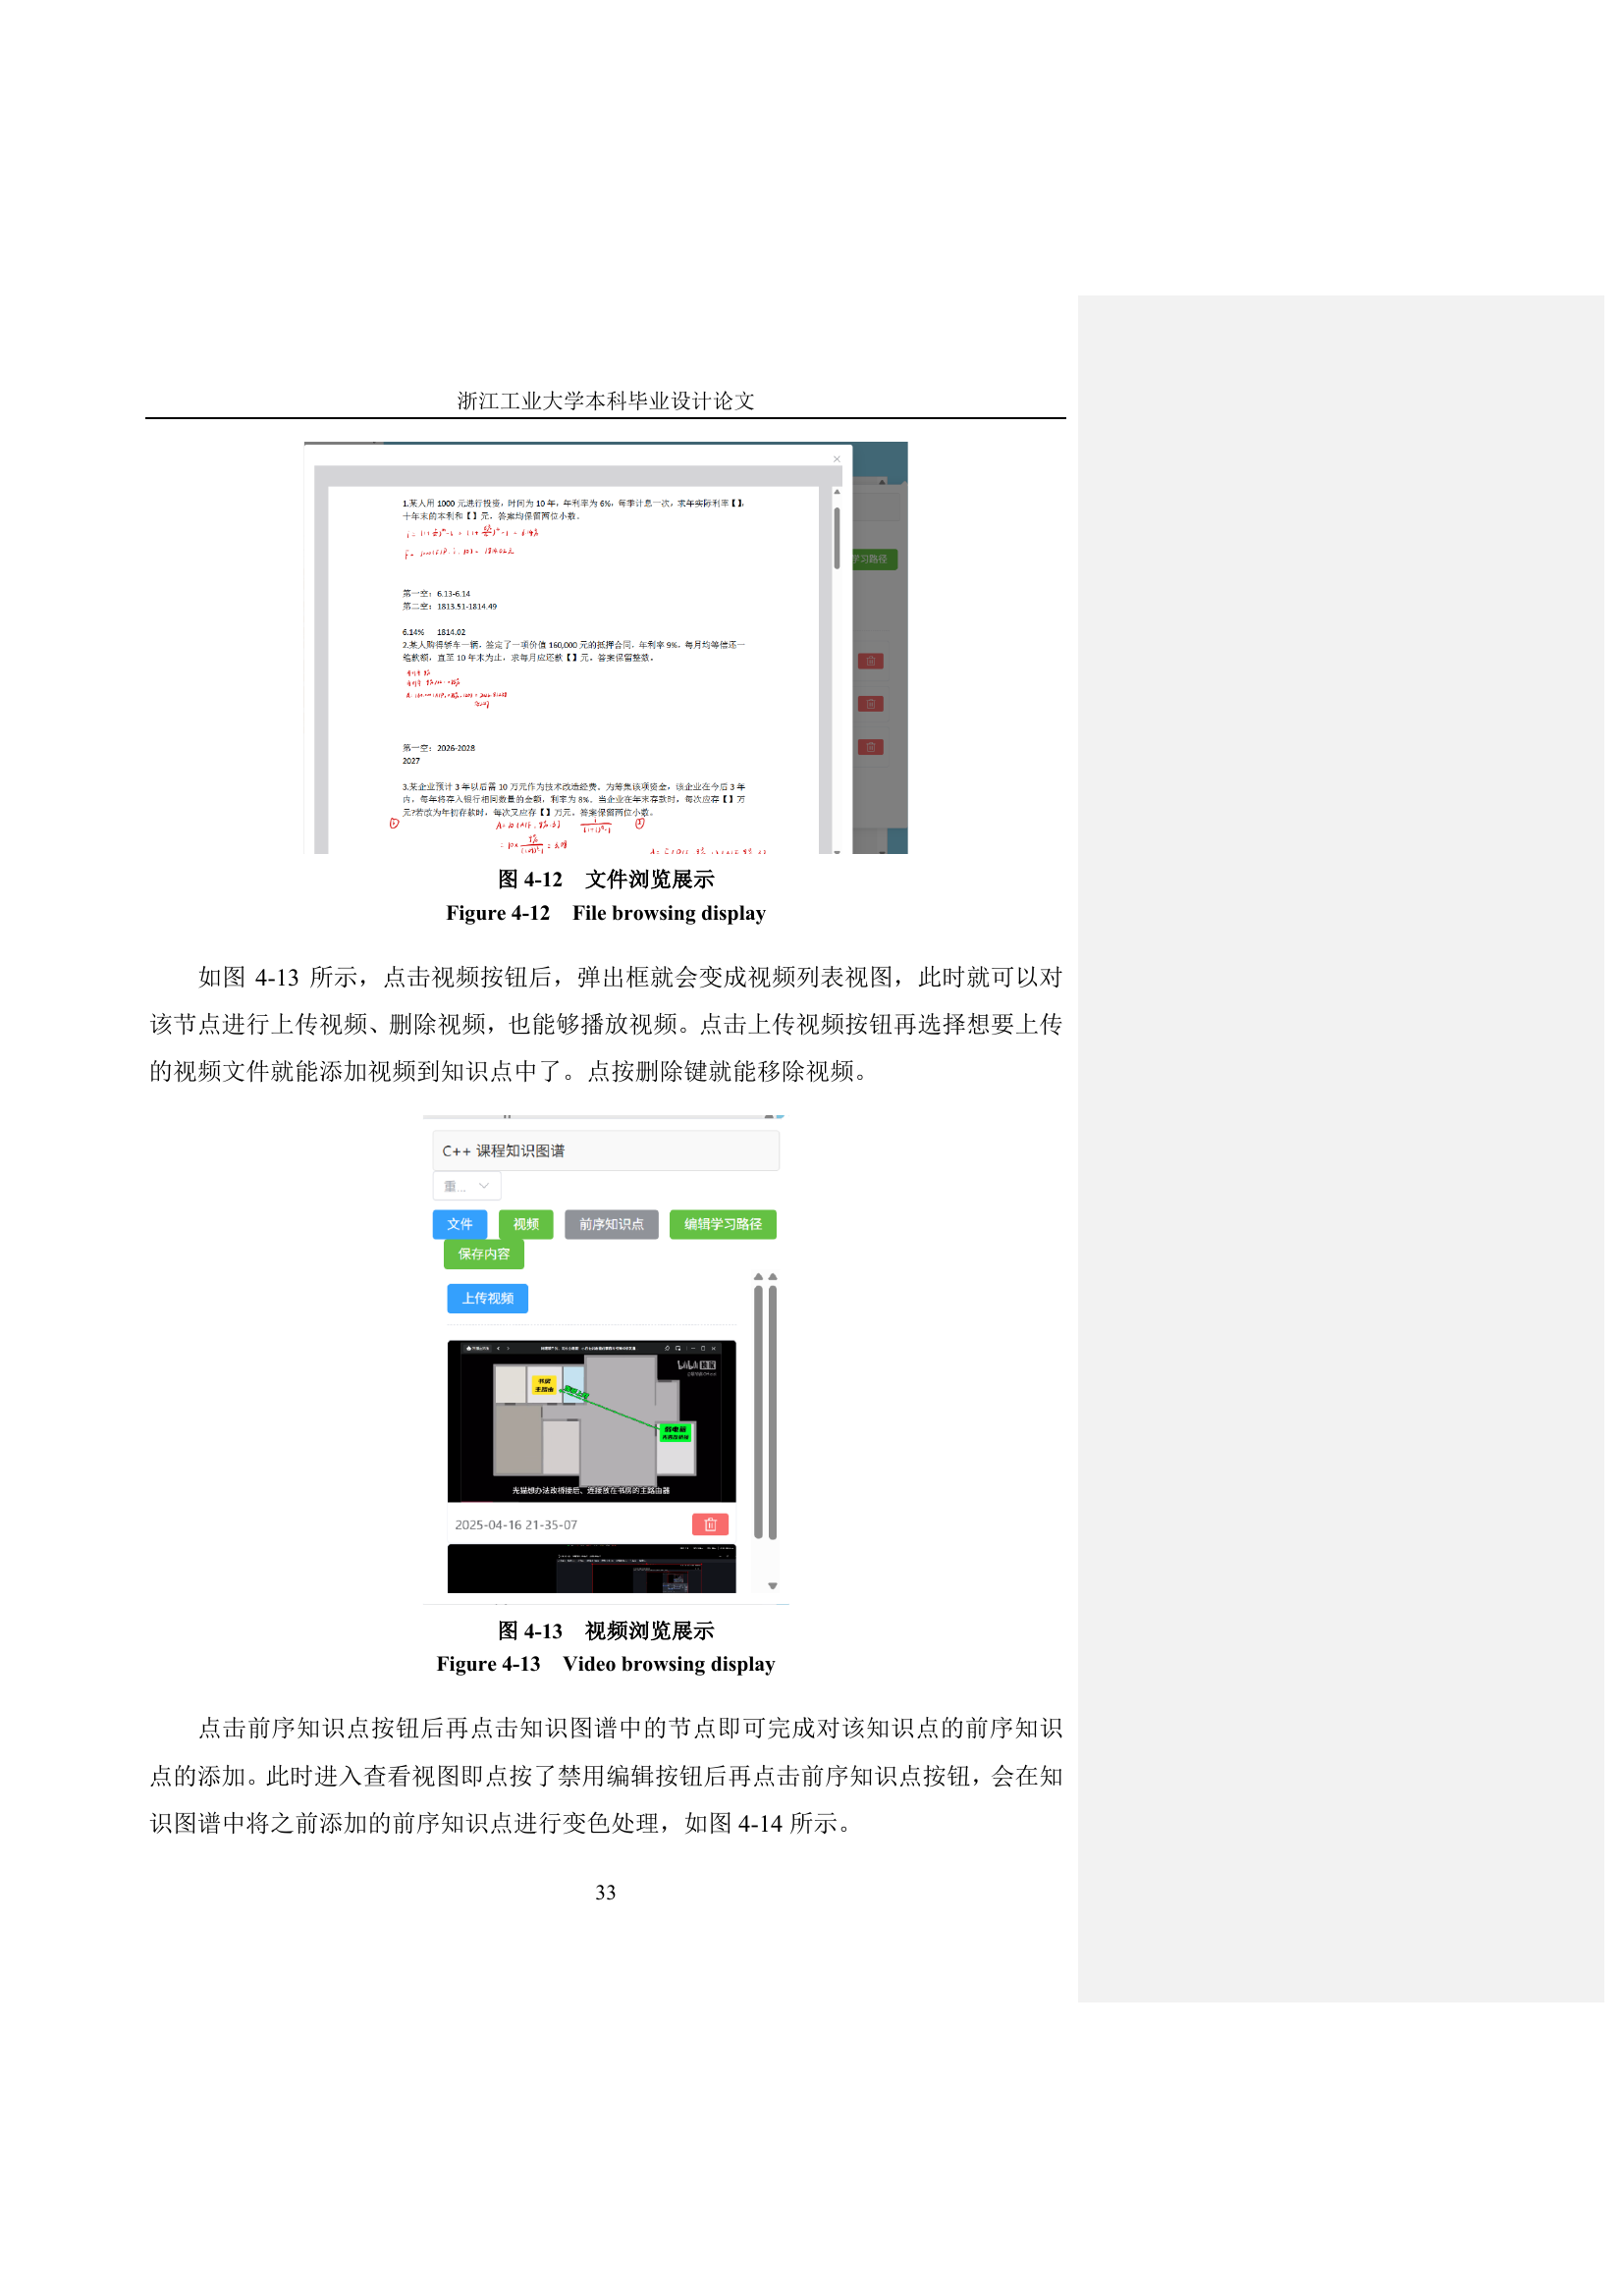 浙江工业大学本科毕业设计论文
1.某人用 1000 元进行投资，时间为 10 年，年利率为 6%，每季计息一次，求年实际利率【】，
十年末的本利和【】元。答案均保留两位小数。
第一空：6.13-6.14
第二空：1813.51-1814.49
6.14% 1814.02
2.某人购得轿车一辆，签定了一项价值 160,000 元的抵押合同，年利率 9%，每月均等偿还一
笔款额，直至 10 年末为止，求每月应还款【】元。答案保留整数。
第一空：2026-2028
2027
3.某企业预计 3 年以后需 10 万元作为技术改造经费，为筹集该项资金，该企业在今后 3 年
内，每年将存入银行相同数量的金额，利率为 8%。当企业在年末存款时，每次应存【】万
元?若改为年初存款时，每次又应存【】万元。答案保留两位小数。
学习路径
图 4-12 文件浏览展示
Figure 4-12 File browsing display
如图 4-13 所示，点击视频按钮后，弹出框就会变成视频列表视图，此时就可以对
该节点进行上传视频、删除视频，也能够播放视频。点击上传视频按钮再选择想要上传
的视频文件就能添加视频到知识点中了。点按删除键就能移除视频。
C++ 课程知识图谱
重...
文件 视频 前序知识点 编辑学习路径
保存内容
上传视频
书房
主路由
弱电箱
光猫想办法改桥接后、连接放在书房的主路由器
2025-04-16 21-35-07
图 4-13 视频浏览展示
Figure 4-13 Video browsing display
点击前序知识点按钮后再点击知识图谱中的节点即可完成对该知识点的前序知识
点的添加。此时进入查看视图即点按了禁用编辑按钮后再点击前序知识点按钮，会在知
识图谱中将之前添加的前序知识点进行变色处理，如图 4-14 所示。
33